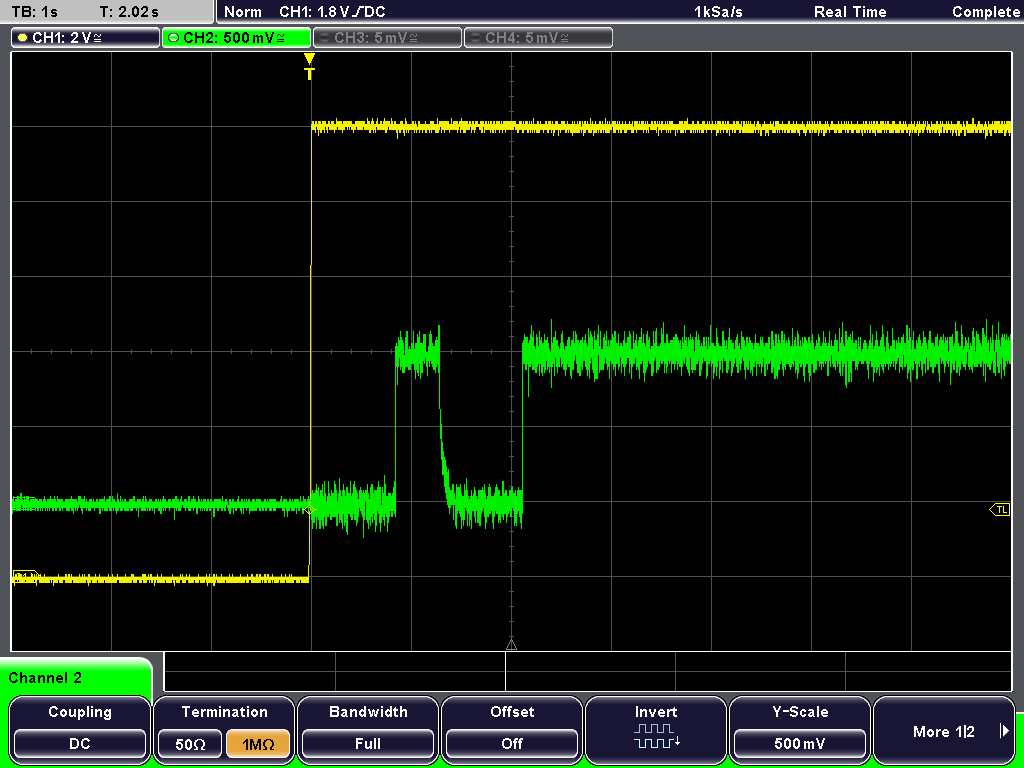 TB: 1s T: 2.02s Norm CH1: 1.8 V DC 1kSa/s Real Time Complete
CH1: 2 V≅ CH2: 500 mV≅ CH3: 5 mV≅ CH4: 5 mV≅
T
TL
Channel 2
Coupling Termination Bandwidth Offset Invert Y-Scale More 1|2
DC 50Ω 1MΩ Full Off 500 mV